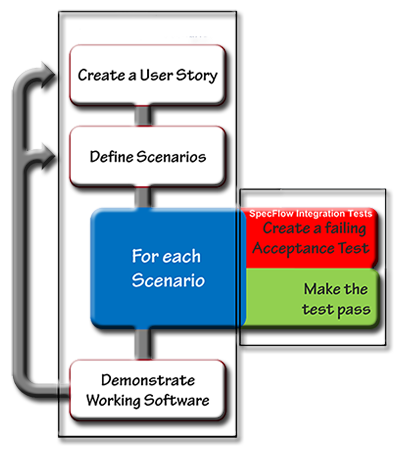 Create a User Story
Define Scenarios
For each
Scenario
SpecFlow Integration Tests
Create a failing
Acceptance Test
Make the
test pass
Demonstrate
Working Software